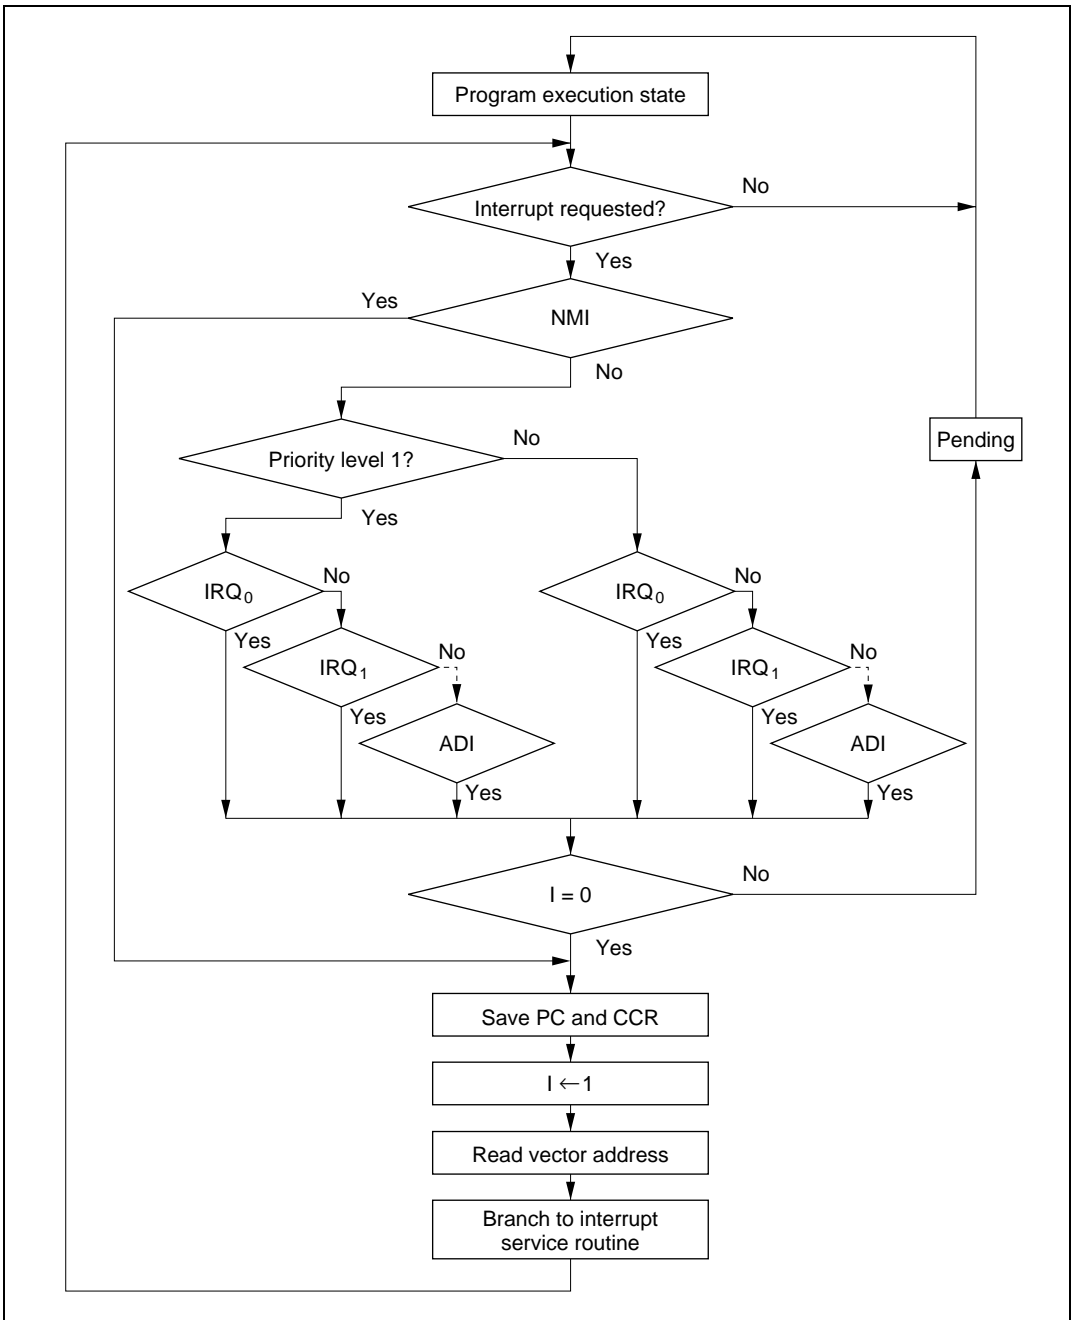 Program execution state
No
Interrupt requested?
Yes
Yes
NMI
No
No
Pending
Priority level 1?
Yes
No
No
IRQ0
IRQ0
Yes
No
Yes
No
IRQ1
IRQ1
Yes
Yes
ADI
ADI
Yes
Yes
No
I = 0
Yes
Save PC and CCR
I ←1
Read vector address
Branch to interrupt
service routine